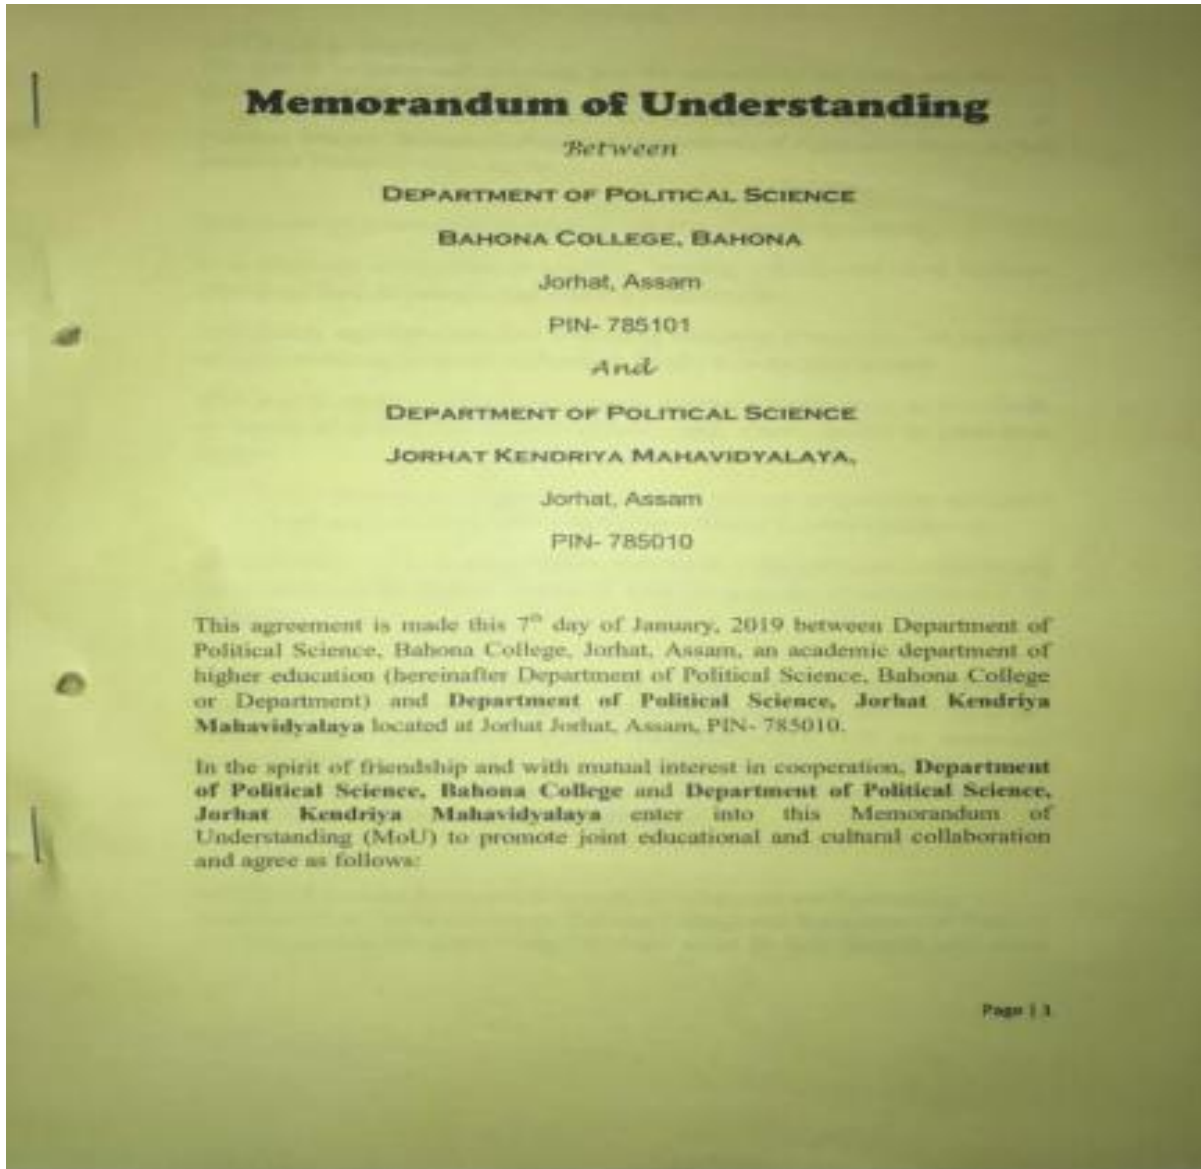 Memorandum of Understanding
Between
DEPARTMENT OF POLITICAL SCIENCE
BAHONA COLLEGE, BAHONA
Jorhat, Assam
PIN- 785101
And
DEPARTMENT OF POLITICAL SCIENCE
JORHAT KENDRIYA MAHAVIDYALAYA,
Jorhat, Assam
PIN- 785010
This agreement is made this 7th day of January, 2019 between Department of
Political Science, Bahona College, Jorhat, Assam, an academic department of
higher education (hereinafter Department of Political Science, Bahona College
or Department) and Department of Political Science, Jorhat Kendriya
Mahavidyalaya located at Jorhat Jorhat, Assam, PIN- 785010.
In the spirit of friendship and with mutual interest in cooperation, Department
of Political Science, Bahona College and Department of Political Science,
Jorhat Kendriya Mahavidyalaya enter into this Memorandum of
Understanding (MoU) to promote joint educational and cultural collaboration
and agree as follows:
Page | 1